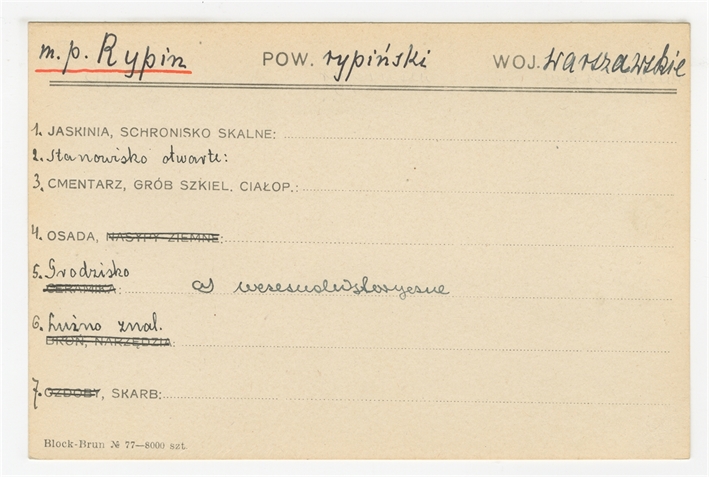 m.p. Rypin POW. rypiński WOJ. warszawskie
1. JASKINIA, SCHRONISKO SKALNE:
2. Stanowisko otwarte:
3. CMENTARZ, GRÓB SZKIEL. CIAŁOP.:
4. OSADA, NASYPY ZIEMNE:
5. Grodzisko
CERAMIKA: a) wczesnohistoryczne
6. Luźno znal.
BROŃ, NARZĘDZIA:
7. OZDOBY, SKARB:
Block-Brun № 77—8000 szt.